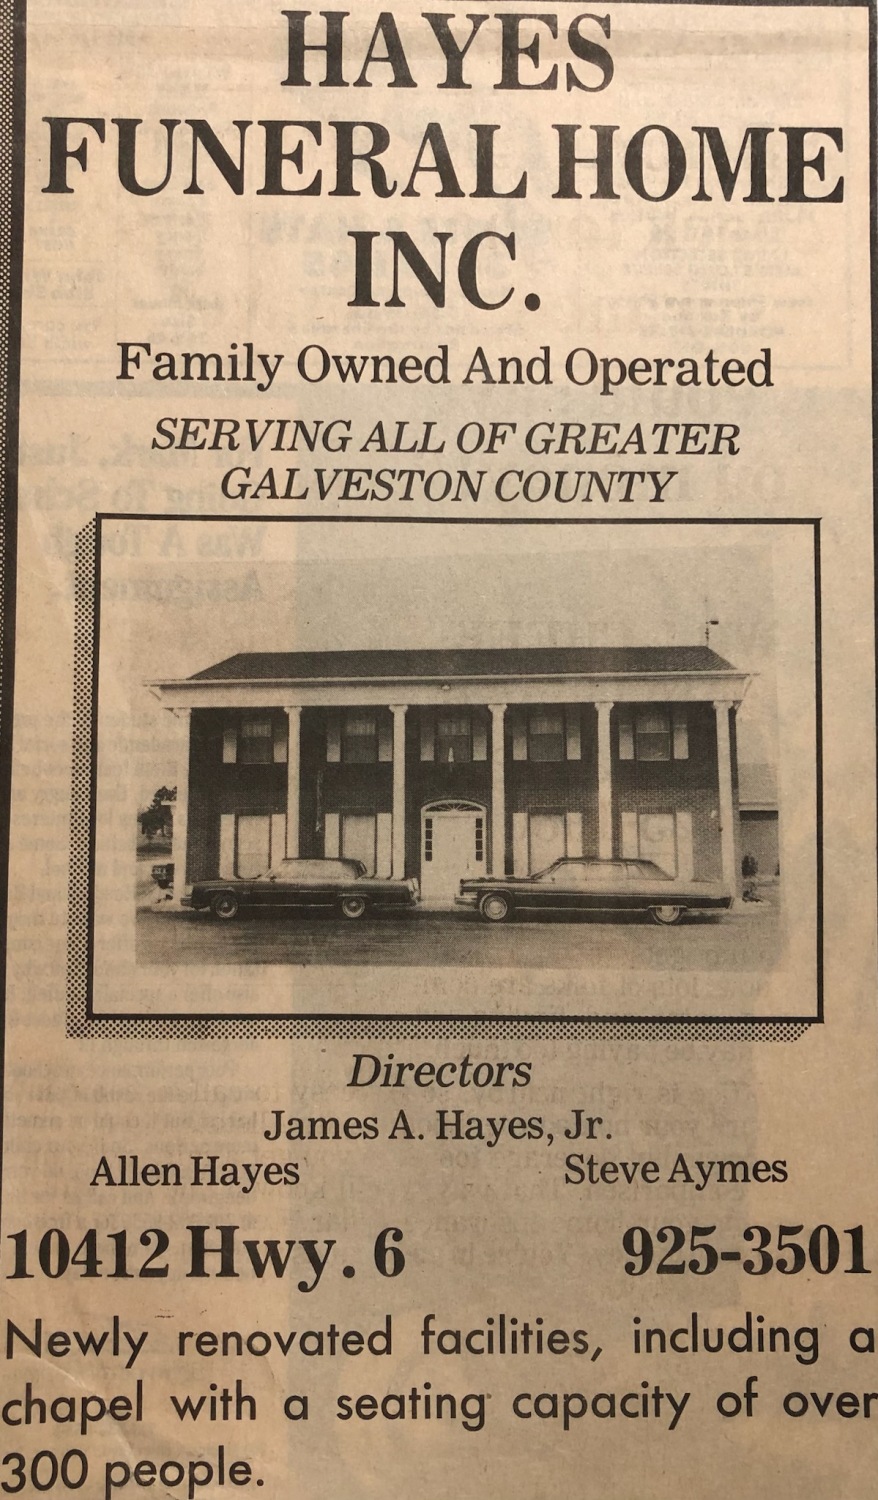 HAYES
FUNERAL HOME
INC.
Family Owned And Operated
SERVING ALL OF GREATER
GALVESTON COUNTY
Directors
James A. Hayes, Jr.
Allen Hayes Steve Aymes
10412 Hwy. 6 925-3501
Newly renovated facilities, including a
chapel with a seating capacity of over
300 people.